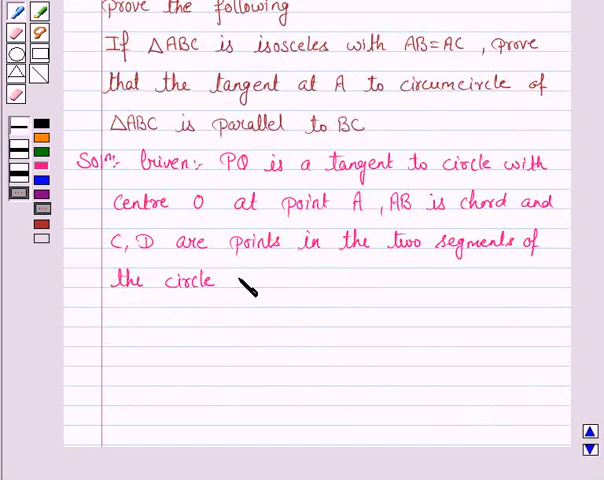 prove the following
If △ABC is isosceles with AB=AC, prove
that the tangent at A to circumcircle of
△ABC is parallel to BC
Solⁿ:- Given:- PQ is a tangent to circle with
centre O at point A, AB is chord and
C, D are points in the two segments of
the circle